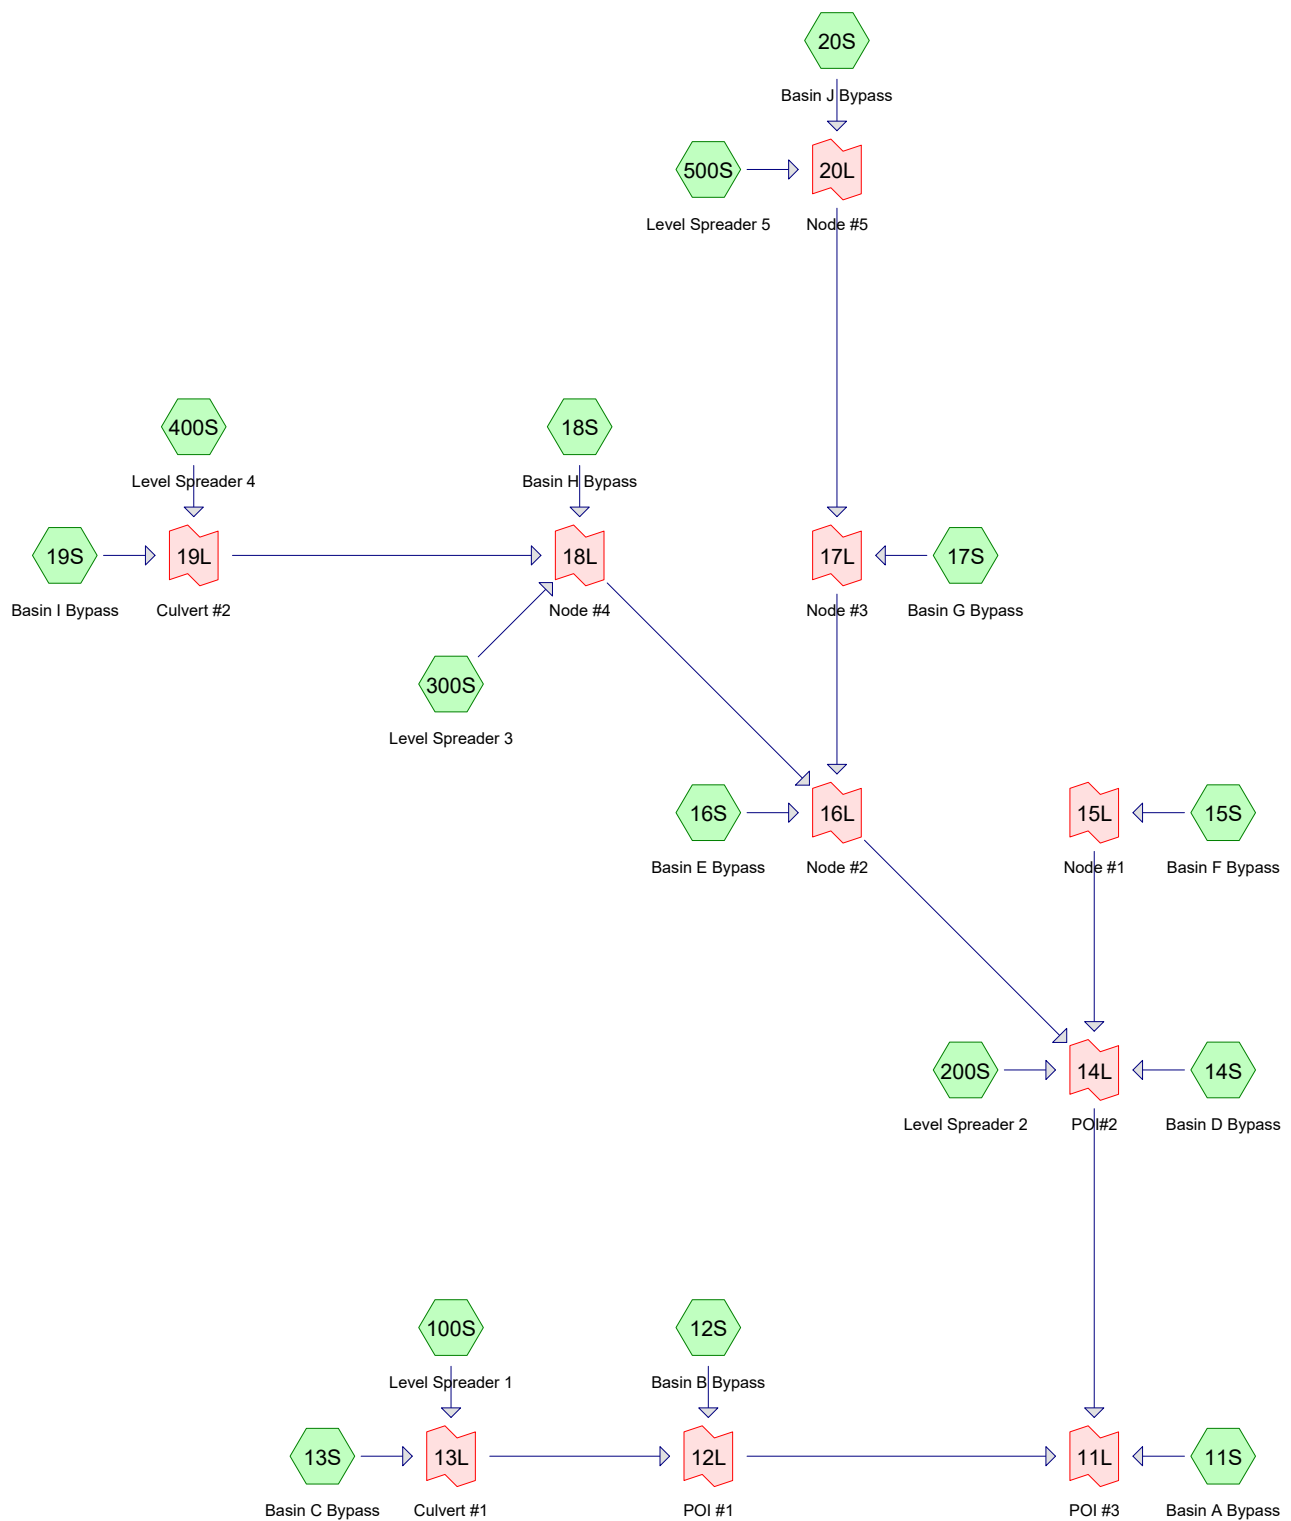 20S
Basin J Bypass
500S
20L
Level Spreader 5
Node #5
400S
18S
Level Spreader 4
Basin H Bypass
19S
19L
18L
17L
17S
Basin I Bypass
Culvert #2
Node #4
Node #3
Basin G Bypass
300S
Level Spreader 3
16S
16L
15L
15S
Basin E Bypass
Node #2
Node #1
Basin F Bypass
200S
14L
14S
Level Spreader 2
POI#2
Basin D Bypass
100S
12S
Level Spreader 1
Basin B Bypass
13S
13L
12L
11L
11S
Basin C Bypass
Culvert #1
POI #1
POI #3
Basin A Bypass